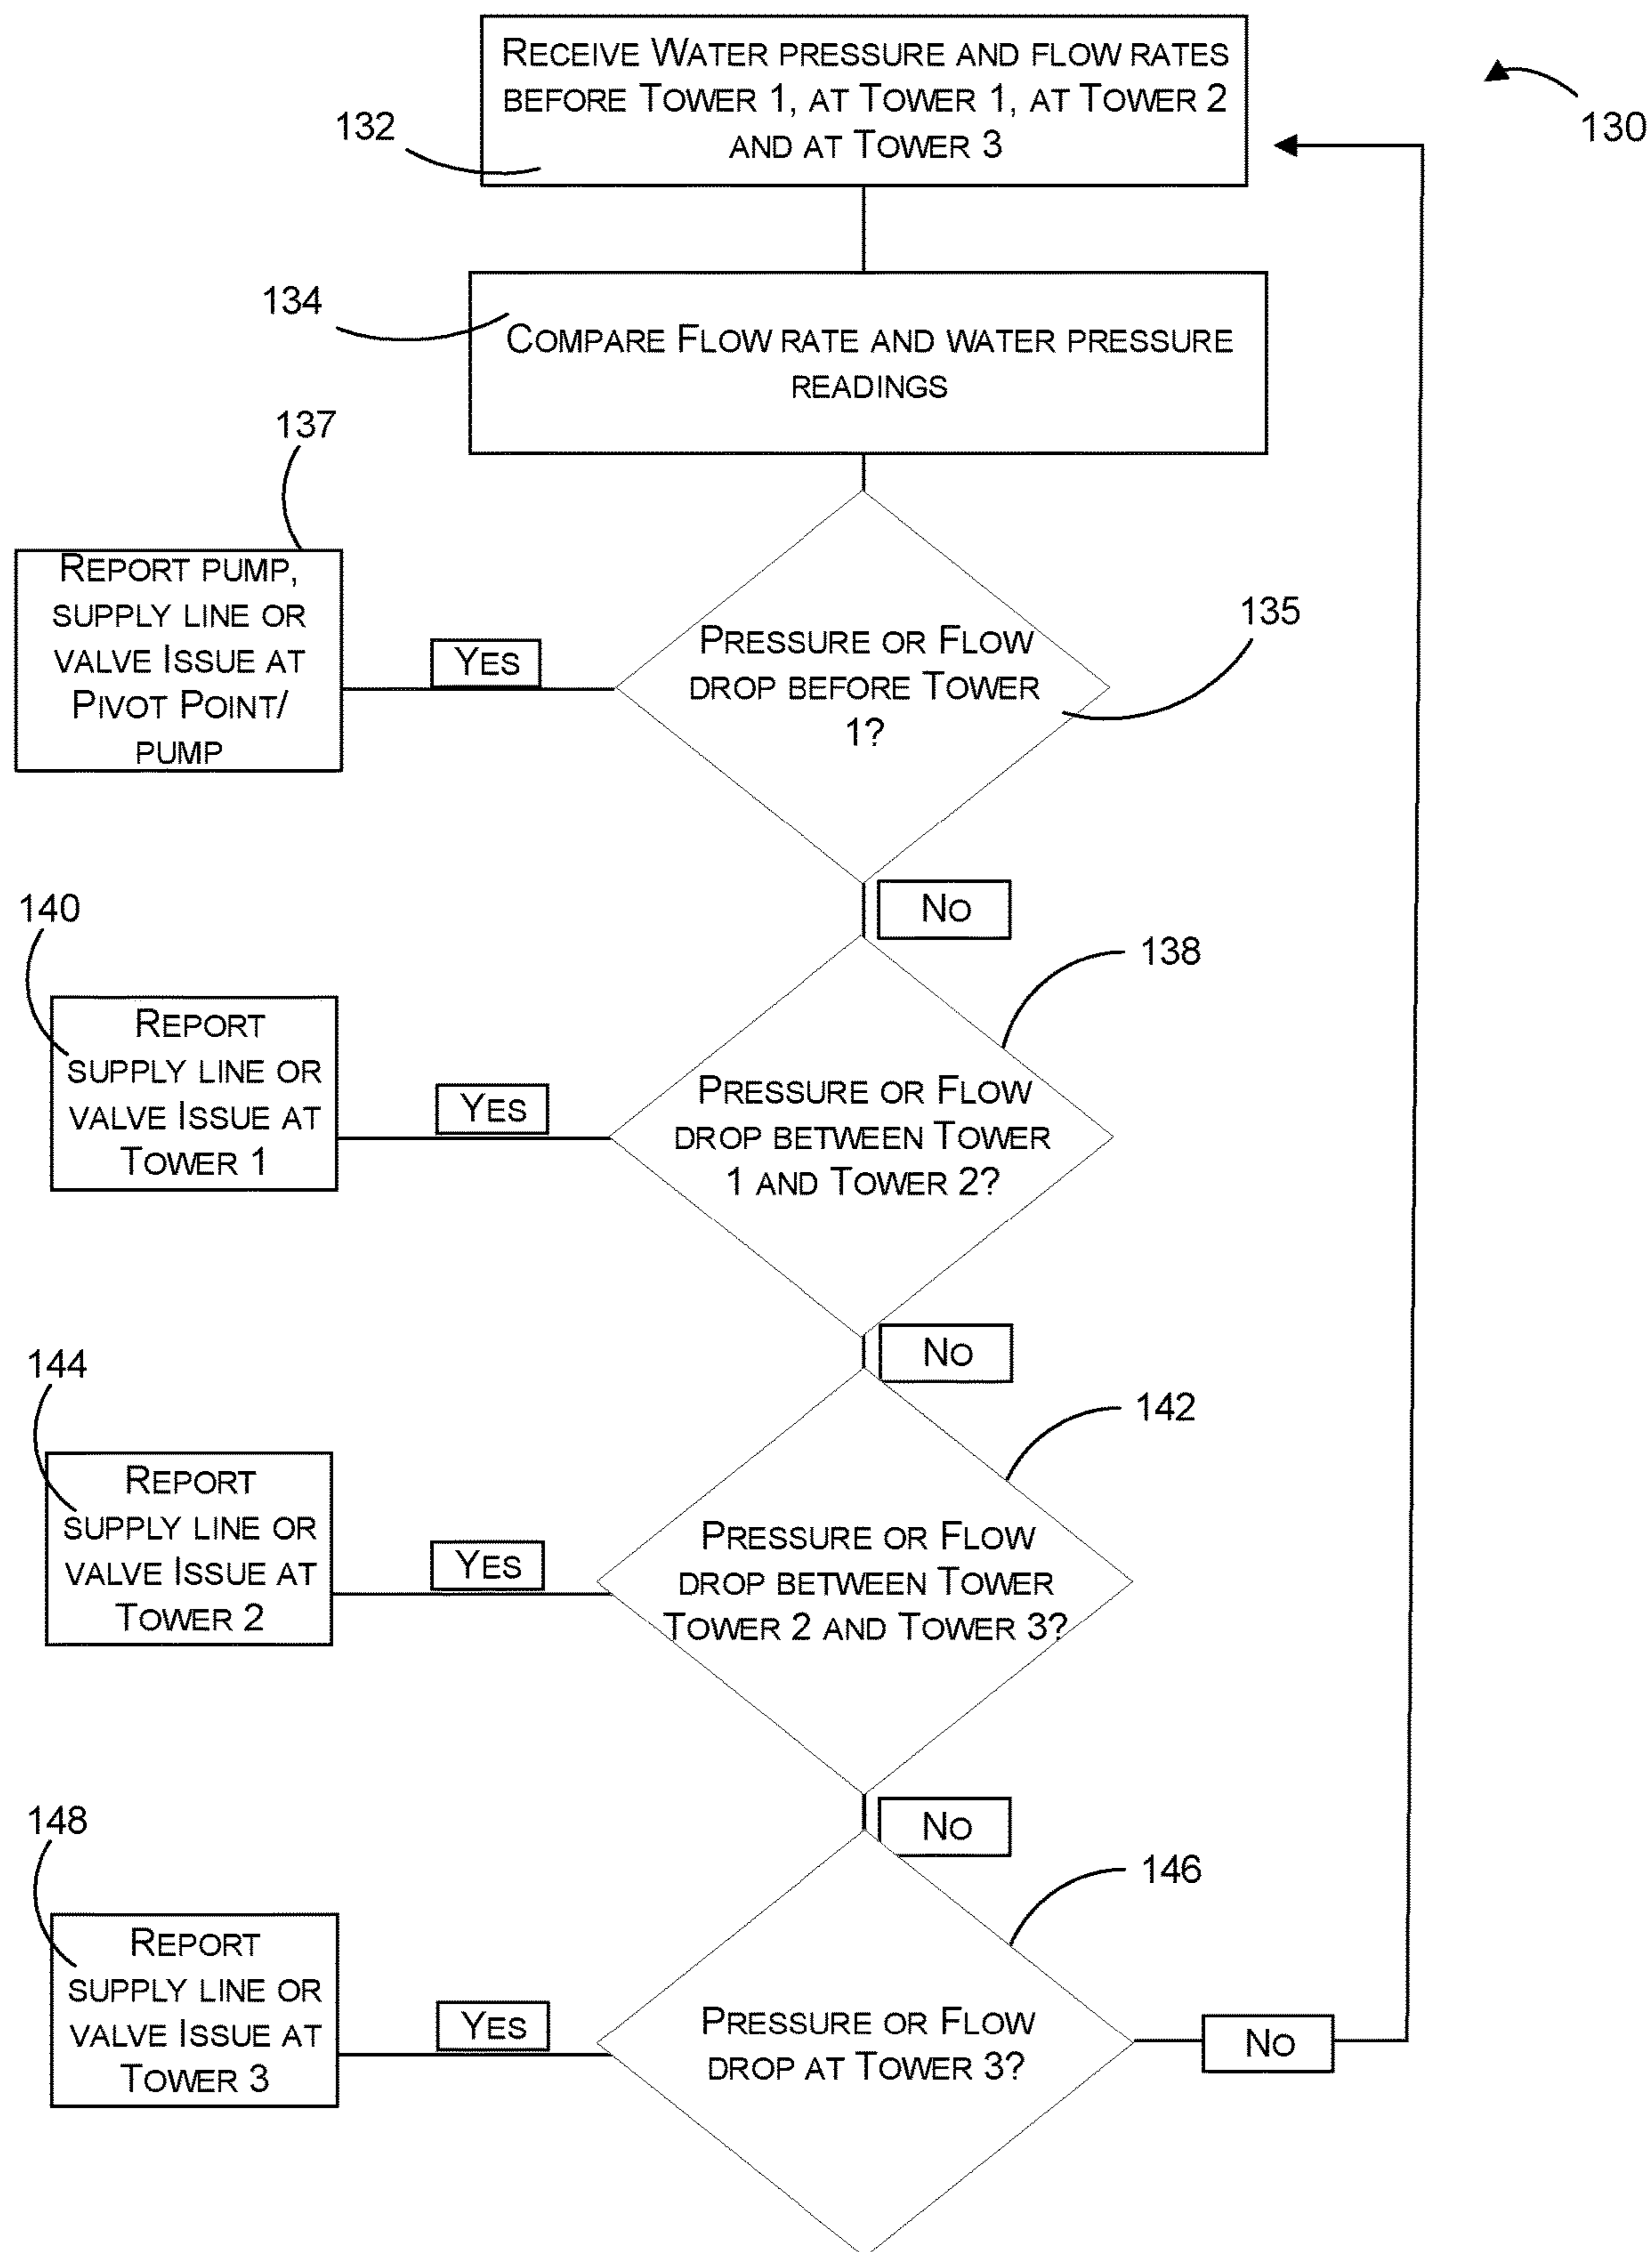 RECEIVE WATER PRESSURE AND FLOW RATES
BEFORE TOWER 1, AT TOWER 1, AT TOWER 2
AND AT TOWER 3
130
132
134
COMPARE FLOW RATE AND WATER PRESSURE
READINGS
137
REPORT PUMP,
SUPPLY LINE OR
VALVE ISSUE AT
PIVOT POINT/
PUMP
YES
PRESSURE OR FLOW
DROP BEFORE TOWER
1?
135
NO
140
138
REPORT
SUPPLY LINE OR
VALVE ISSUE AT
TOWER 1
YES
PRESSURE OR FLOW
DROP BETWEEN TOWER
1 AND TOWER 2?
NO
144
142
REPORT
SUPPLY LINE OR
VALVE ISSUE AT
TOWER 2
YES
PRESSURE OR FLOW
DROP BETWEEN TOWER
TOWER 2 AND TOWER 3?
NO
148
146
REPORT
SUPPLY LINE OR
VALVE ISSUE AT
TOWER 3
YES
PRESSURE OR FLOW
DROP AT TOWER 3?
NO